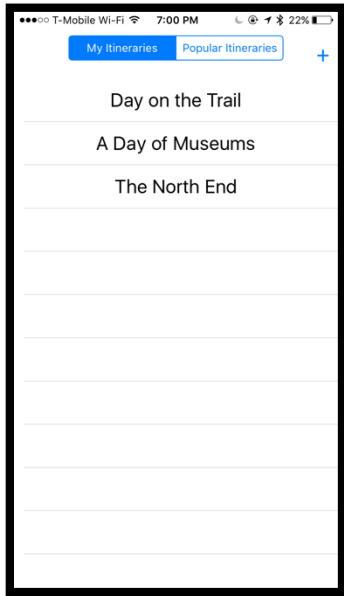 T-Mobile Wi-Fi 7:00 PM 22%
My Itineraries Popular Itineraries +
Day on the Trail
A Day of Museums
The North End